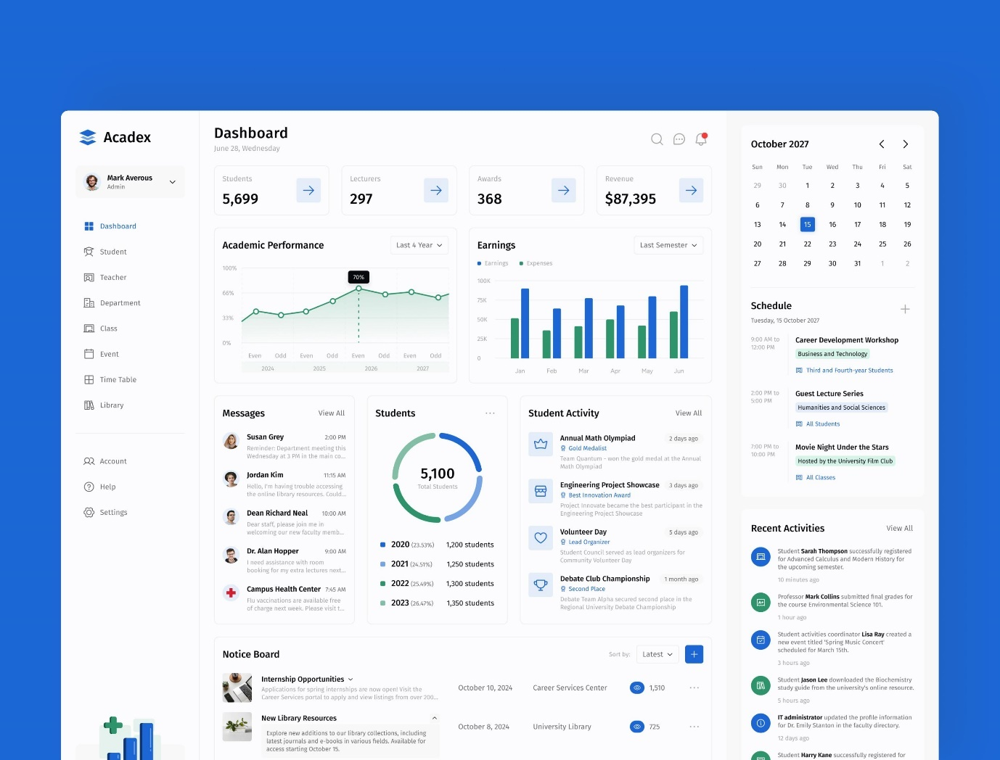 Acadex
Mark Averous
Admin
Dashboard
Student
Teacher
Department
Class
Event
Time Table
Library
Account
Help
Settings
Dashboard
June 28, Wednesday
Students
5,699
Lecturers
297
Awards
368
Revenue
$87,395
Academic Performance
Last 4 Year
100%
66%
33%
0%
70%
Even Odd Even Odd Even Odd Even Odd
2024 2025 2026 2027
Earnings
Last Semester
Earnings Expenses
100K
75K
50K
25K
0
Jan Feb Mar Apr May Jun
Messages
View All
Susan Grey 2:00 PM
Reminder: Department meeting this
Wednesday at 3 PM in the main co...
Jordan Kim 11:15 AM
Hello, I'm having trouble accessing
the online library resources. Could...
Dean Richard Neal 10:00 AM
Dear staff, please join me in
welcoming our new faculty memb...
Dr. Alan Hopper 9:00 AM
I need assistance with room
booking for my extra lectures next...
Campus Health Center 7:45 AM
Flu vaccinations are available free
of charge next week. Please visit t...
Students
5,100
Total Students
2020 (23.53%) 1,200 students
2021 (24.51%) 1,250 students
2022 (25.49%) 1,300 students
2023 (26.47%) 1,350 students
Student Activity
View All
Annual Math Olympiad 2 days ago
Gold Medalist
Team Quantum - won the gold medal at the Annual
Math Olympiad
Engineering Project Showcase 3 days ago
Best Innovation Award
Project Innovate became the best participant in the
Engineering Project Showcase
Volunteer Day 5 days ago
Lead Organizer
Student Council served as lead organizers for
Community Volunteer Day
Debate Club Championship 1 month ago
Second Place
Debate Team Alpha secured second place in the
Regional University Debate Championship
Notice Board
Sort by: Latest
Internship Opportunities
Applications for spring internships are now open! Visit the
Career Services portal to apply and view listings from over 200...
October 10, 2024 Career Services Center 1,510
New Library Resources
Explore new additions to our library collections, including
latest journals and e-books in various fields. Available for
access starting October 15.
October 8, 2024 University Library 725
October 2027
Sun Mon Tue Wed Thu Fri Sat
29 30 1 2 3 4 5
6 7 8 9 10 11 12
13 14 15 16 17 18 19
20 21 22 23 24 25 26
27 28 29 30 31 1 2
Schedule
Tuesday, 15 October 2027
9:00 AM to
12:00 PM
Career Development Workshop
Business and Technology
Third and Fourth-year Students
2:00 PM to
5:00 PM
Guest Lecture Series
Humanities and Social Sciences
All Students
7:00 PM to
10:00 PM
Movie Night Under the Stars
Hosted by the University Film Club
All Classes
Recent Activities
View All
Student Sarah Thompson successfully registered
for Advanced Calculus and Modern History for
the upcoming semester.
10 minutes ago
A+
Professor Mark Collins submitted final grades for
the course Environmental Science 101.
1 hour ago
Student activities coordinator Lisa Ray created a
new event titled 'Spring Music Concert'
scheduled for March 15th.
3 hours ago
Student Jason Lee downloaded the Biochemistry
study guide from the university's online resource.
5 hours ago
IT administrator updated the profile information
for Dr. Emily Stanton in the faculty directory.
12 days ago
Student Harry Kane successfully registered for